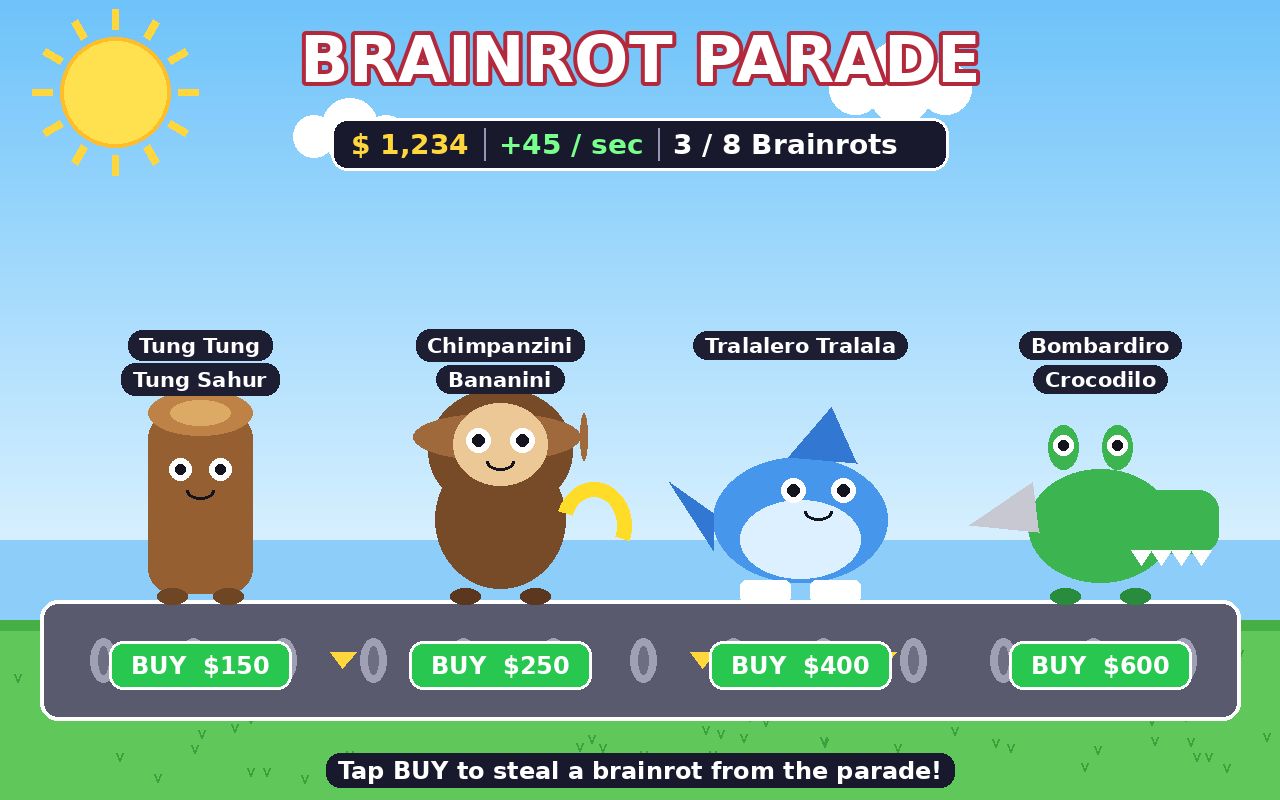 BRAINROT PARADE
$ 1,234 +45 / sec 3 / 8 Brainrots
Tung Tung
Tung Sahur
Chimpanzini
Bananini
Tralalero Tralala
Bombardiro
Crocodilo
BUY $150
BUY $250
BUY $400
BUY $600
Tap BUY to steal a brainrot from the parade!